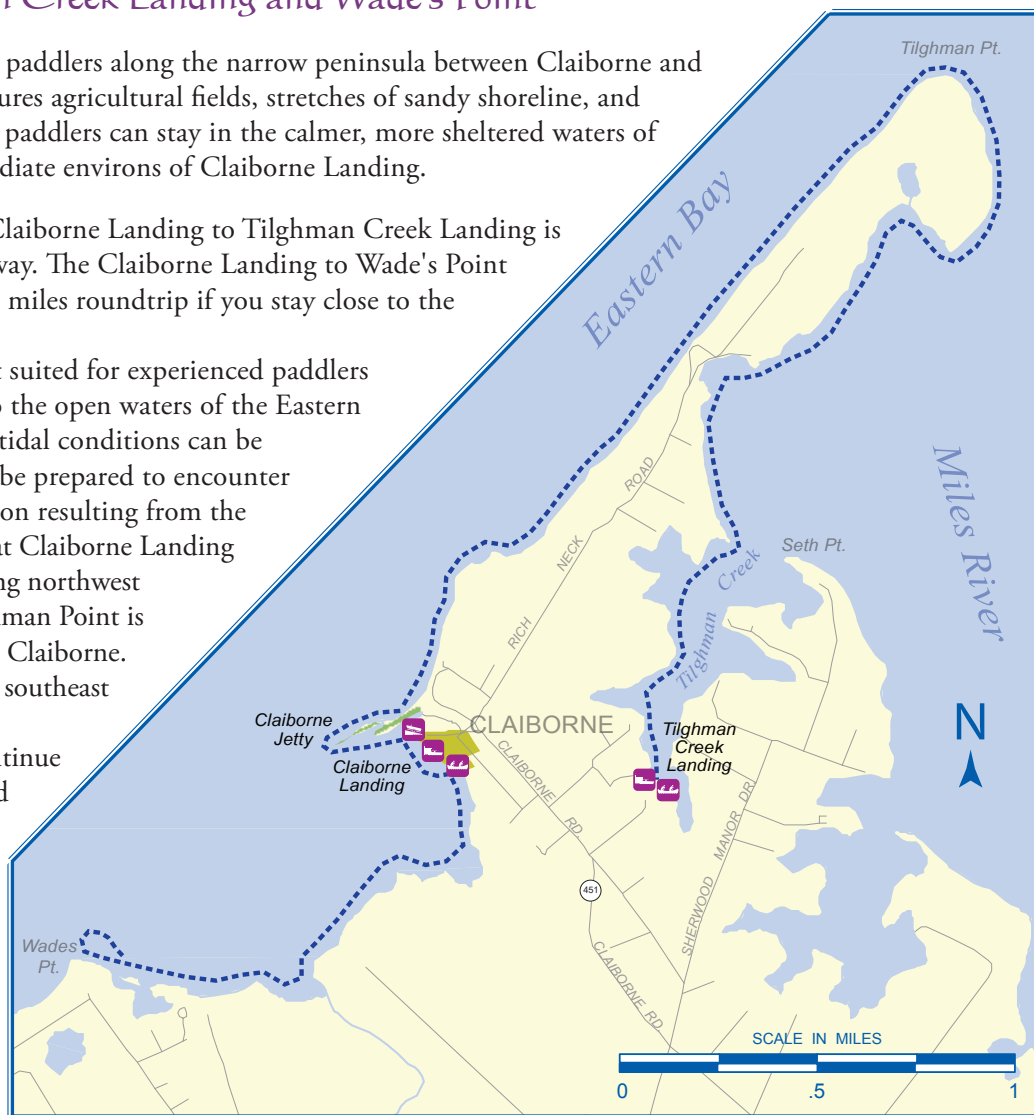 Creek Landing and Wade's Point
paddlers along the narrow peninsula between Claiborne and
ures agricultural fields, stretches of sandy shoreline, and
paddlers can stay in the calmer, more sheltered waters of
diate environs of Claiborne Landing.
Claiborne Landing to Tilghman Creek Landing is
way. The Claiborne Landing to Wade's Point
miles roundtrip if you stay close to the
suited for experienced paddlers
the open waters of the Eastern
tidal conditions can be
be prepared to encounter
on resulting from the
at Claiborne Landing
ng northwest
man Point is
Claiborne.
southeast
tinue
Tilghman Pt.
Eastern Bay
Miles River
ROAD
NECK
RICH
Seth Pt.
Tilghman Creek
Claiborne
Jetty
CLAIBORNE
Claiborne
Landing
Tilghman
Creek
Landing
N
CLAIBORNE RD.
MANOR DR.
SHERWOOD
451
CLAIBORNE RD.
Wades
Pt.
SCALE IN MILES
0 .5 1